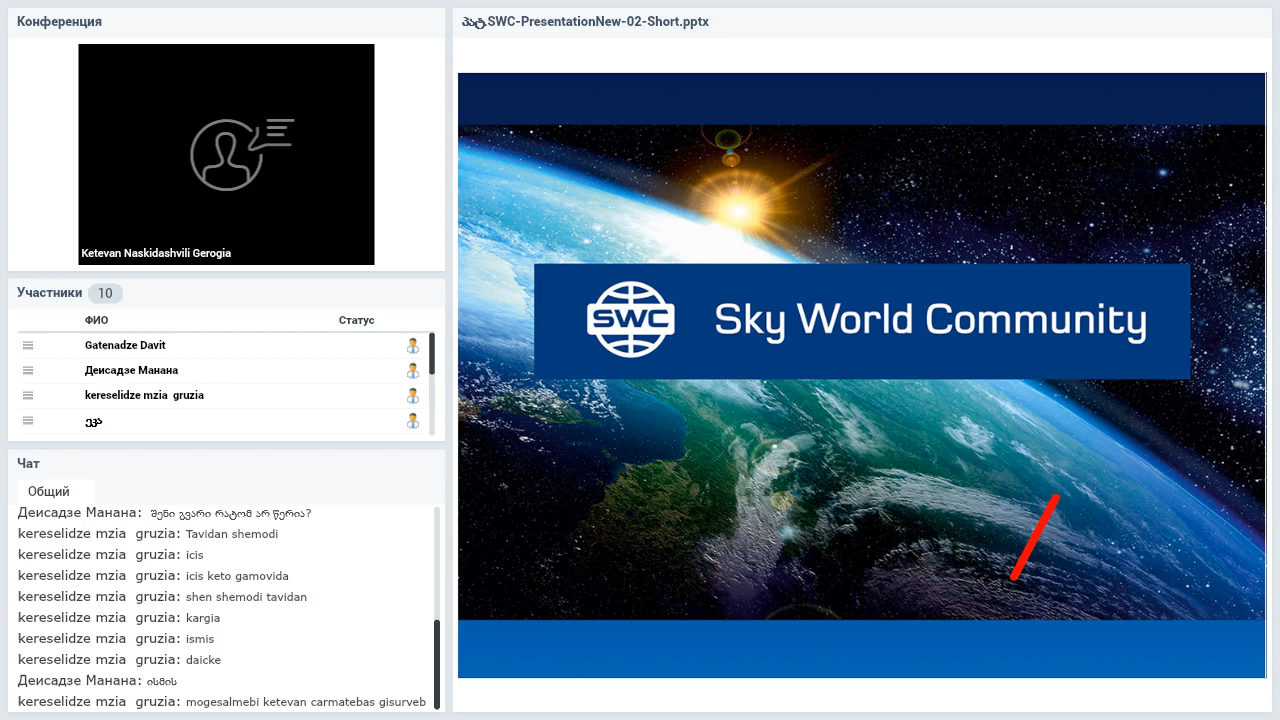 Конференция
Ketevan Naskidashvili Gerogia
Участники 10
ФИО Статус
Gatenadze Davit
Деисадзе Манана
kereselidze mzia gruzia
ევა
Чат
Общий
Деисадзе Манана: შენი გვარი რატომ არ წერია?
kereselidze mzia gruzia: Tavidan shemodi
kereselidze mzia gruzia: icis
kereselidze mzia gruzia: icis keto gamovida
kereselidze mzia gruzia: shen shemodi tavidan
kereselidze mzia gruzia: kargia
kereselidze mzia gruzia: ismis
kereselidze mzia gruzia: daicke
Деисадзе Манана: ისმის
kereselidze mzia gruzia: mogesalmebi ketevan carmatebas gisurveb
პატ.SWC-PresentationNew-02-Short.pptx
SWC Sky World Community